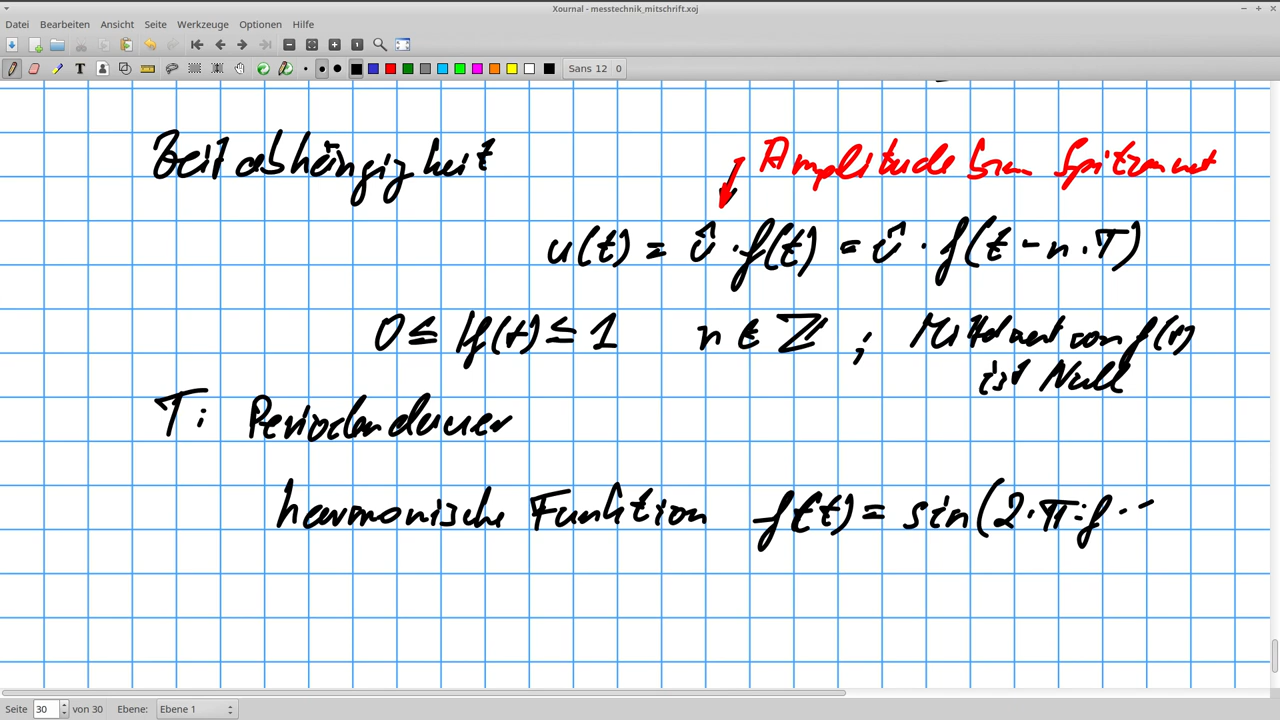 Xournal - messtechnik_mitschrift.xoj
Datei Bearbeiten Ansicht Seite Werkzeuge Optionen Hilfe
Sans 12 0
Zeitabhängigkeit
Amplitude bzw. Spitzenwert
u(t) = û · f(t) = û · f(t - n · T)
0 ≤ |f(t)| ≤ 1 n ∈ ℤ ; Mittelwert von f(t)
ist Null
T: Periodendauer
harmonische Funktion f(t) = sin(2·π·f·
Seite 30 von 30 Ebene: Ebene 1